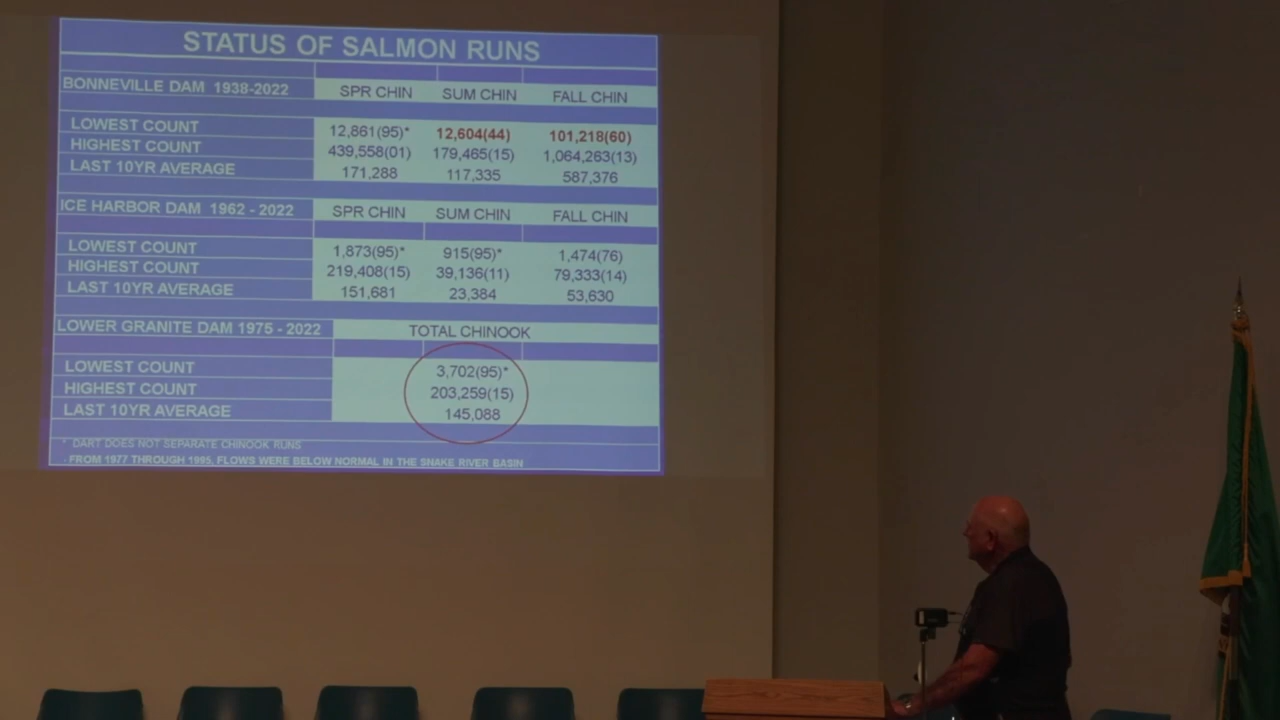 STATUS OF SALMON RUNS
BONNEVILLE DAM 1938-2022 SPR CHIN SUM CHIN FALL CHIN
LOWEST COUNT 12,861(95)* 12,604(44) 101,218(60)
HIGHEST COUNT 439,558(01) 179,465(15) 1,064,263(13)
LAST 10YR AVERAGE 171,288 117,335 587,376
ICE HARBOR DAM 1962 - 2022 SPR CHIN SUM CHIN FALL CHIN
LOWEST COUNT 1,873(95)* 915(95)* 1,474(76)
HIGHEST COUNT 219,408(15) 39,136(11) 79,333(14)
LAST 10YR AVERAGE 151,681 23,384 53,630
LOWER GRANITE DAM 1975 - 2022 TOTAL CHINOOK
LOWEST COUNT 3,702(95)*
HIGHEST COUNT 203,259(15)
LAST 10YR AVERAGE 145,088
* DART DOES NOT SEPARATE CHINOOK RUNS
. FROM 1977 THROUGH 1995, FLOWS WERE BELOW NORMAL IN THE SNAKE RIVER BASIN